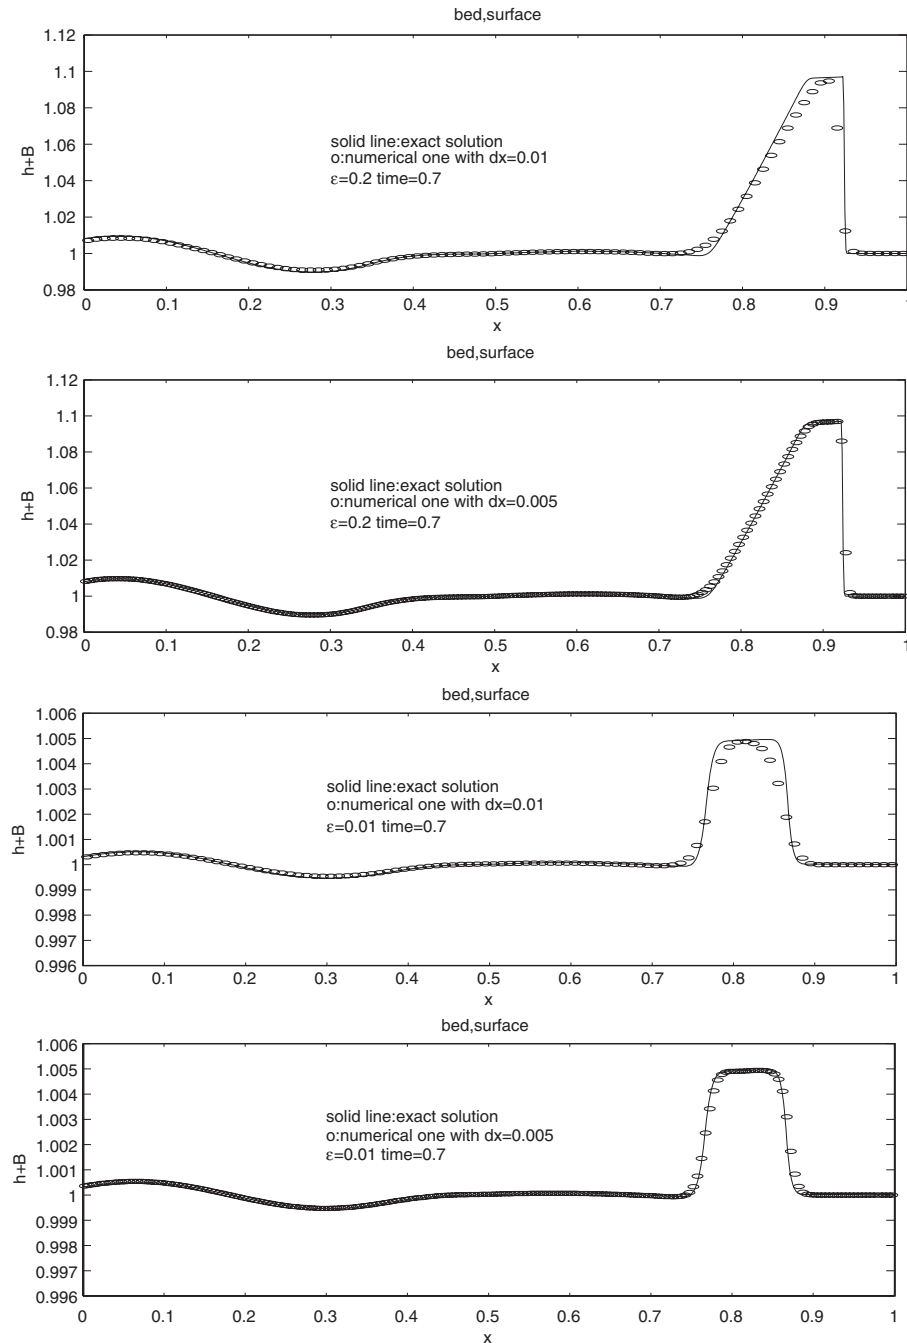 bed,surface
1.12
1.1
1.08
1.06
1.04
1.02
1
0.98
h+B
solid line:exact solution
o:numerical one with dx=0.01
ε=0.2 time=0.7
0 0.1 0.2 0.3 0.4 0.5 0.6 0.7 0.8 0.9 1
x
bed,surface
1.12
1.1
1.08
1.06
1.04
1.02
1
0.98
h+B
solid line:exact solution
o:numerical one with dx=0.005
ε=0.2 time=0.7
0 0.1 0.2 0.3 0.4 0.5 0.6 0.7 0.8 0.9 1
x
bed,surface
1.006
1.005
1.004
1.003
1.002
1.001
1
0.999
0.998
0.997
0.996
h+B
solid line:exact solution
o:numerical one with dx=0.01
ε=0.01 time=0.7
0 0.1 0.2 0.3 0.4 0.5 0.6 0.7 0.8 0.9 1
x
bed,surface
1.006
1.005
1.004
1.003
1.002
1.001
1
0.999
0.998
0.997
0.996
h+B
solid line:exact solution
o:numerical one with dx=0.005
ε=0.01 time=0.7
0 0.1 0.2 0.3 0.4 0.5 0.6 0.7 0.8 0.9 1
x